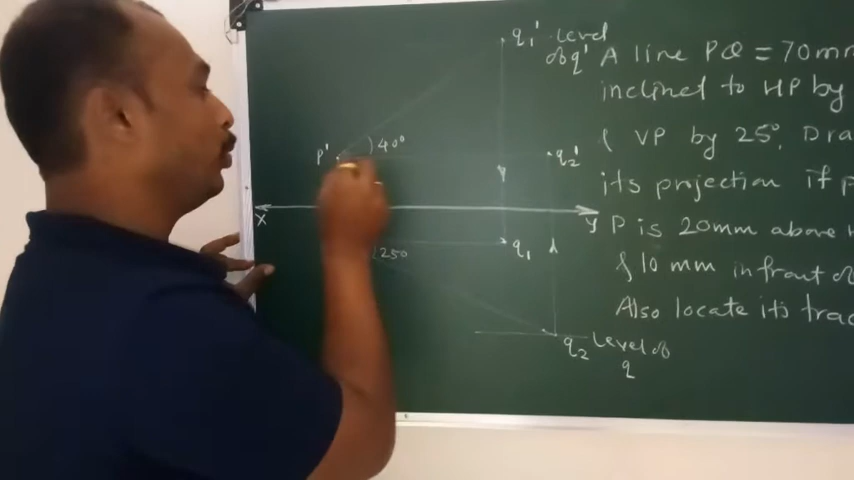 q₁' level
of q'
p'
40°
q₂'
X
Y
q₁
25°
q₂ level of
q
A line PQ = 70mm
inclined to HP by
& VP by 25°, Dra
its projection if p
P is 20mm above
& 10 mm infront of
Also locate its trac